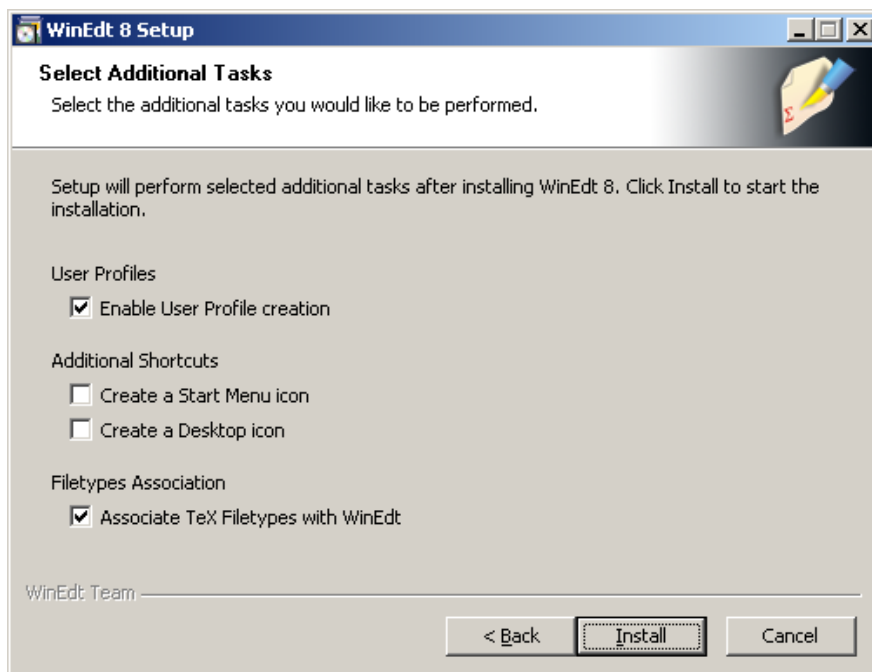 WinEdt 8 Setup
Select Additional Tasks
Select the additional tasks you would like to be performed.
Σ
Setup will perform selected additional tasks after installing WinEdt 8. Click Install to start the
installation.
User Profiles
Enable User Profile creation
Additional Shortcuts
Create a Start Menu icon
Create a Desktop icon
Filetypes Association
Associate TeX Filetypes with WinEdt
WinEdt Team
< Back Install Cancel